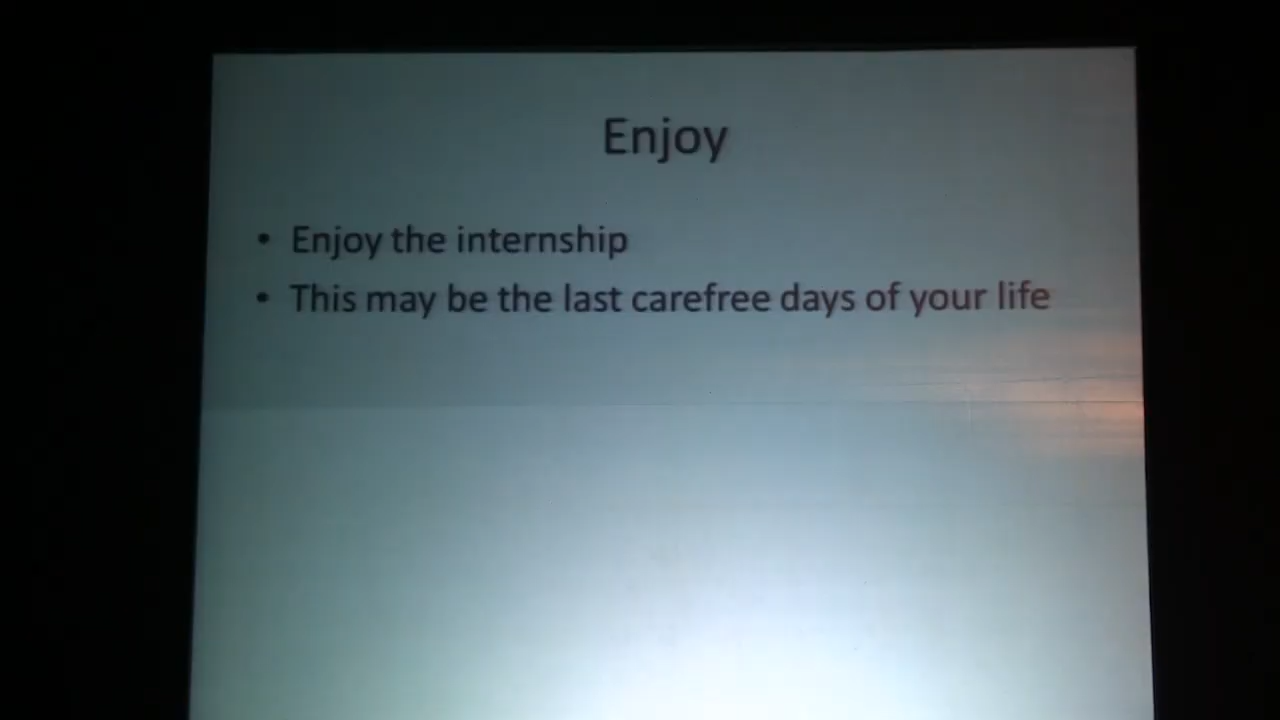 Enjoy
• Enjoy the internship
• This may be the last carefree days of your life